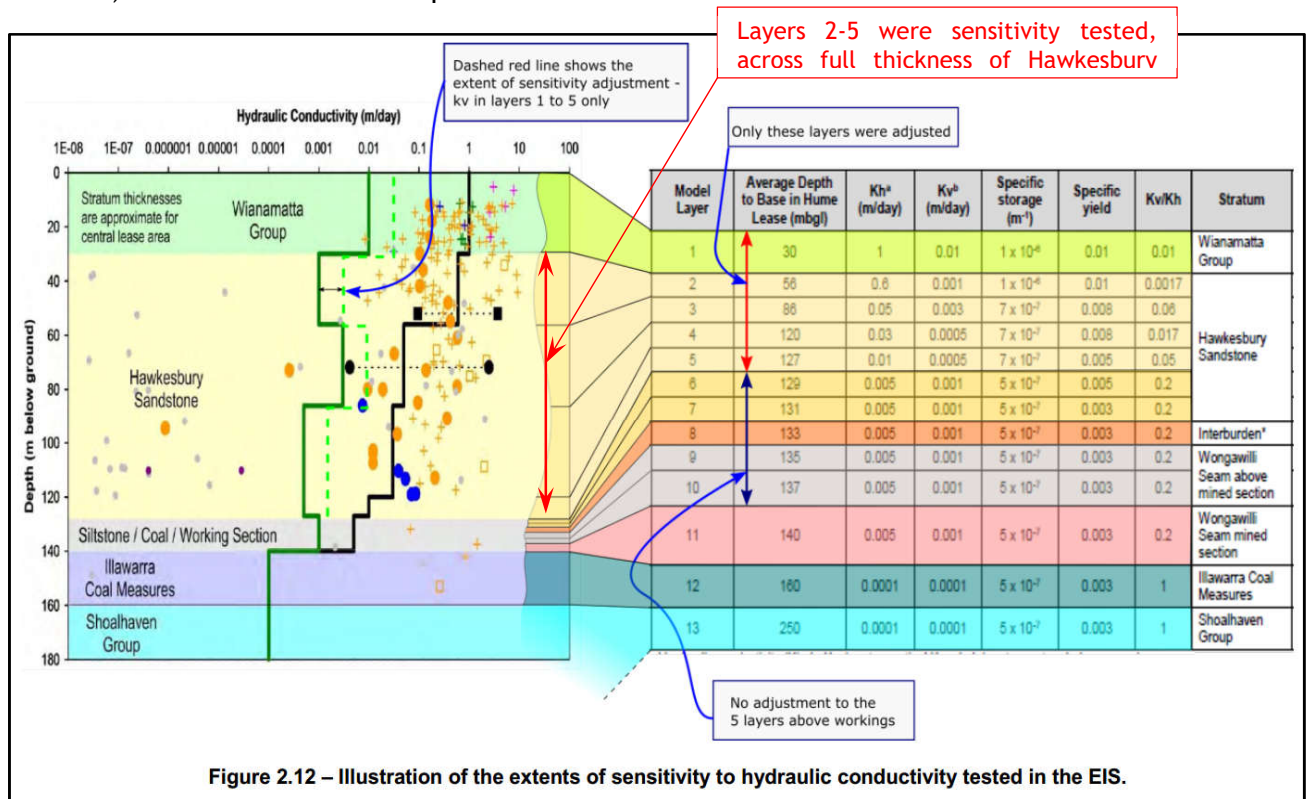 Layers 2-5 were sensitivity tested,
across full thickness of Hawkesbury
Dashed red line shows the
extent of sensitivity adjustment -
kv in layers 1 to 5 only
Hydraulic Conductivity (m/day)
1E-08 1E-07 0.000001 0.00001 0.0001 0.001 0.01 0.1 1 10 100
Only these layers were adjusted
Depth (m below ground)
0
20
40
60
80
100
120
140
160
180
Stratum thicknesses
are approximate for
central lease area
Wianamatta
Group
Hawkesbury
Sandstone
Siltstone / Coal / Working Section
Illawarra
Coal Measures
Shoalhaven
Group
Model Layer Average Depth to Base in Hume Lease (mbgl) Khª (m/day) Kvᵇ (m/day) Specific storage (m⁻¹) Specific yield Kv/Kh Stratum
1 30 1 0.01 1 x 10⁻⁶ 0.01 0.01 Wianamatta Group
2 56 0.6 0.001 1 x 10⁻⁶ 0.01 0.0017 Hawkesbury Sandstone
3 86 0.05 0.003 7 x 10⁻⁷ 0.008 0.06
4 120 0.03 0.0005 7 x 10⁻⁷ 0.008 0.017
5 127 0.01 0.0005 7 x 10⁻⁷ 0.008 0.05
6 129 0.005 0.001 5 x 10⁻⁷ 0.005 0.2
7 131 0.005 0.001 5 x 10⁻⁷ 0.003 0.2
8 133 0.005 0.001 5 x 10⁻⁷ 0.003 0.2 Interburden*
9 135 0.005 0.001 5 x 10⁻⁷ 0.003 0.2 Wongawilli Seam above mined section
10 137 0.005 0.001 5 x 10⁻⁷ 0.003 0.2
11 140 0.005 0.001 5 x 10⁻⁷ 0.003 0.2 Wongawilli Seam mined section
12 160 0.0001 0.0001 5 x 10⁻⁷ 0.003 1 Illawarra Coal Measures
13 250 0.0001 0.0001 5 x 10⁻⁷ 0.003 1 Shoalhaven Group
No adjustment to the
5 layers above workings
Figure 2.12 – Illustration of the extents of sensitivity to hydraulic conductivity tested in the EIS.